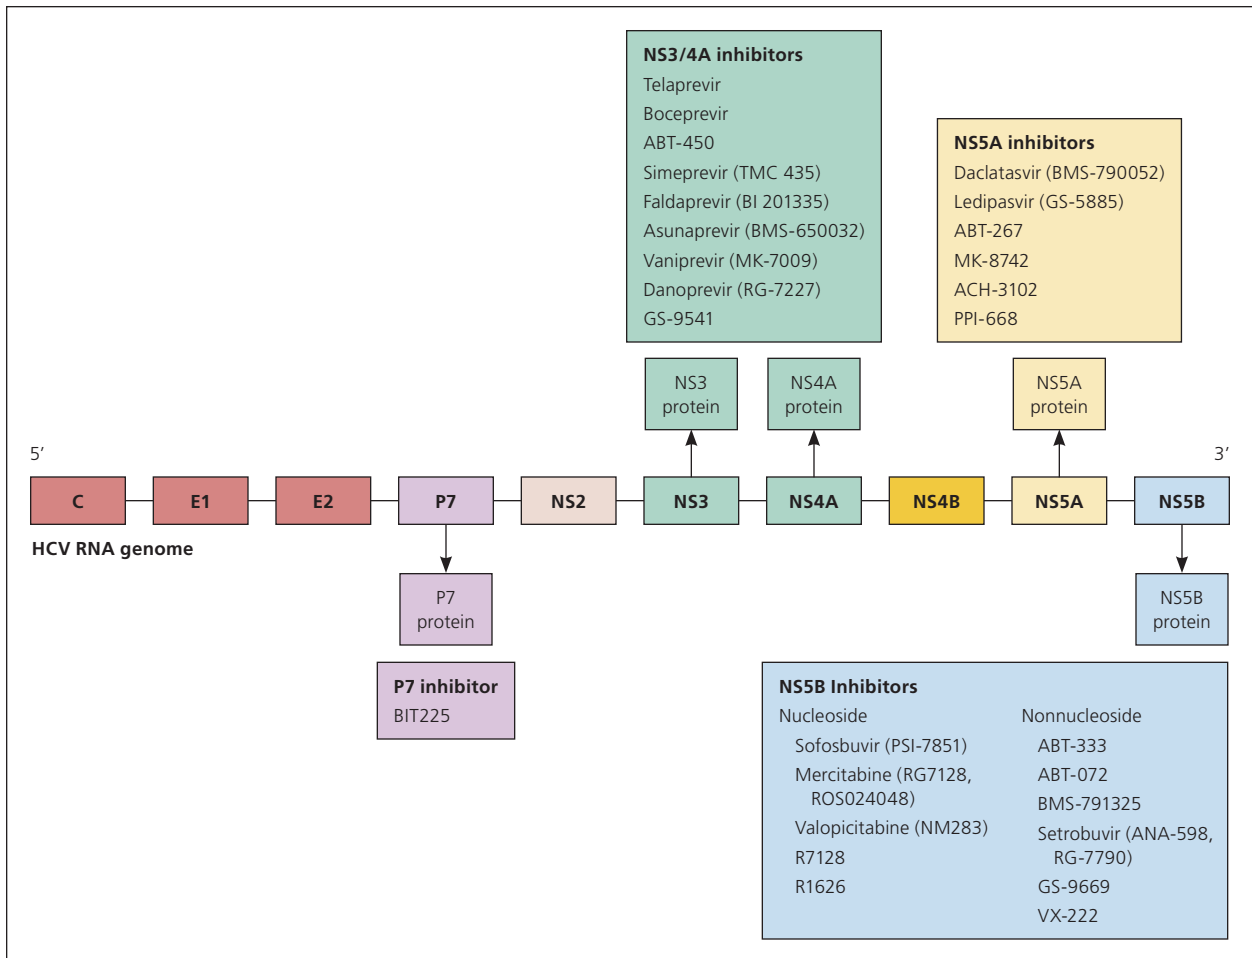 NS3/4A inhibitors
Telaprevir
Boceprevir
ABT-450
Simeprevir (TMC 435)
Faldaprevir (BI 201335)
Asunaprevir (BMS-650032)
Vaniprevir (MK-7009)
Danoprevir (RG-7227)
GS-9541
NS5A inhibitors
Daclatasvir (BMS-790052)
Ledipasvir (GS-5885)
ABT-267
MK-8742
ACH-3102
PPI-668
NS3
protein
NS4A
protein
NS5A
protein
5′
3′
C
E1
E2
P7
NS2
NS3
NS4A
NS4B
NS5A
NS5B
HCV RNA genome
P7
protein
NS5B
protein
P7 inhibitor
BIT225
NS5B Inhibitors
Nucleoside
Sofosbuvir (PSI-7851)
Mercitabine (RG7128,
ROS024048)
Valopicitabine (NM283)
R7128
R1626
Nonnucleoside
ABT-333
ABT-072
BMS-791325
Setrobuvir (ANA-598,
RG-7790)
GS-9669
VX-222